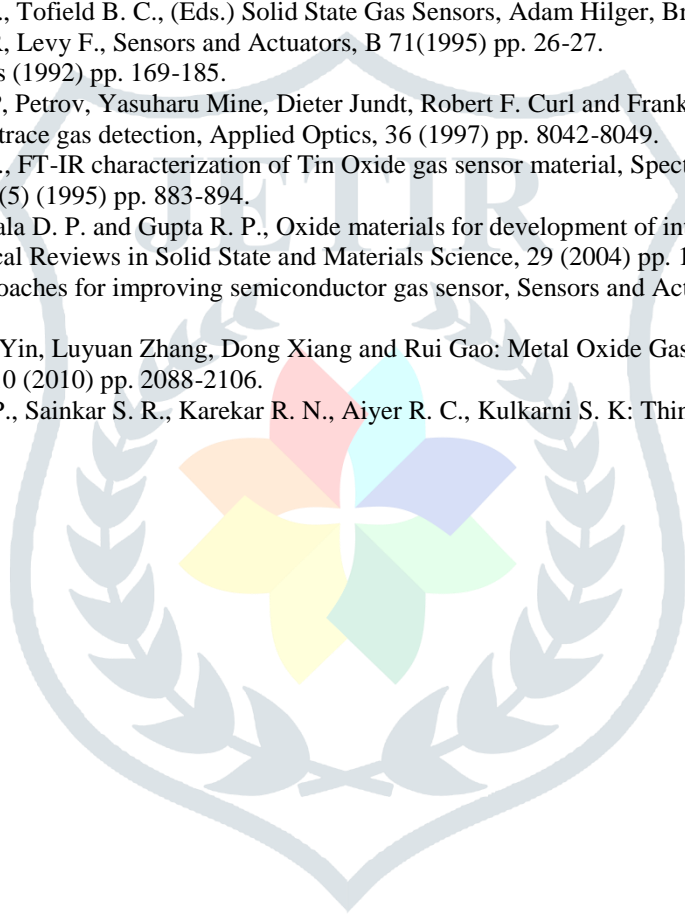 ., Tofield B. C., (Eds.) Solid State Gas Sensors, Adam Hilger, Br
, Levy F., Sensors and Actuators, B 71(1995) pp. 26-27.
s (1992) pp. 169-185.
, Petrov, Yasuharu Mine, Dieter Jundt, Robert F. Curl and Frank
trace gas detection, Applied Optics, 36 (1997) pp. 8042-8049.
., FT-IR characterization of Tin Oxide gas sensor material, Spect
(5) (1995) pp. 883-894.
ala D. P. and Gupta R. P., Oxide materials for development of in
cal Reviews in Solid State and Materials Science, 29 (2004) pp. 1
oaches for improving semiconductor gas sensor, Sensors and Act
Yin, Luyuan Zhang, Dong Xiang and Rui Gao: Metal Oxide Gas
0 (2010) pp. 2088-2106.
P., Sainkar S. R., Karekar R. N., Aiyer R. C., Kulkarni S. K: Thin
JETIR